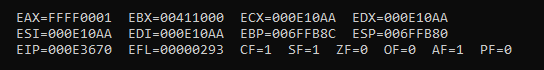 EAX=FFFF0001 EBX=00411000 ECX=000E10AA EDX=000E10AA
ESI=000E10AA EDI=000E10AA EBP=006FFB8C ESP=006FFB80
EIP=000E3670 EFL=00000293 CF=1 SF=1 ZF=0 OF=0 AF=1 PF=0